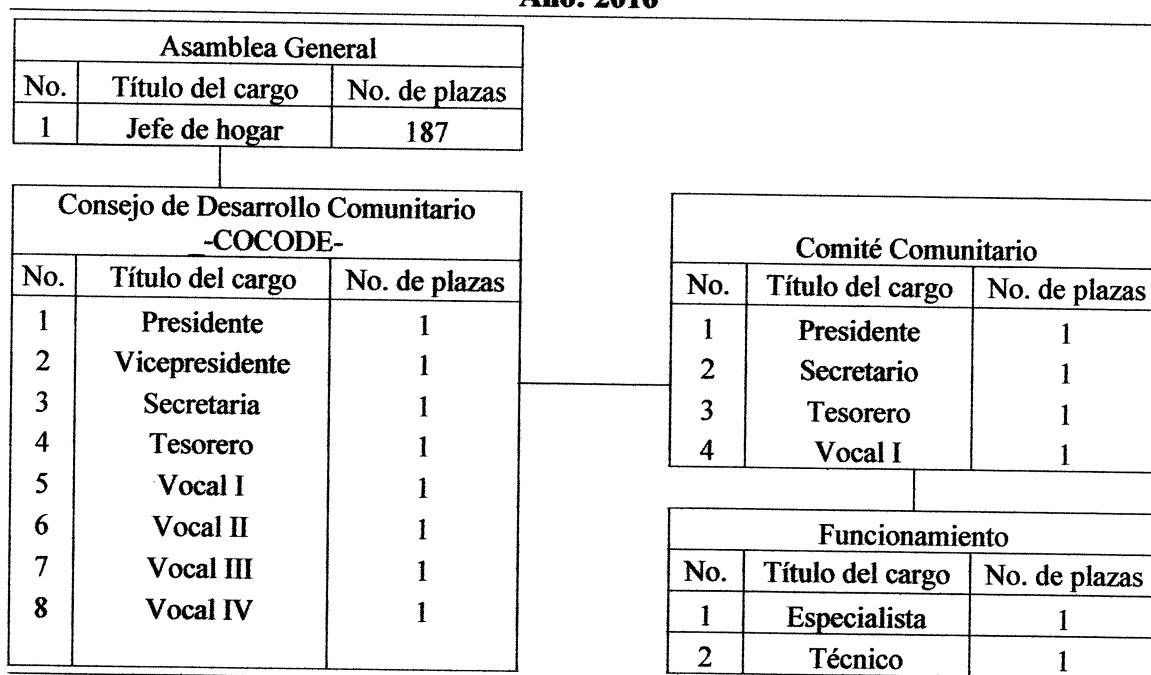 Año: 2016
Asamblea General
No. Título del cargo No. de plazas
1 Jefe de hogar 187
Consejo de Desarrollo Comunitario
-COCODE-
No. Título del cargo No. de plazas
1 Presidente 1
2 Vicepresidente 1
3 Secretaria 1
4 Tesorero 1
5 Vocal I 1
6 Vocal II 1
7 Vocal III 1
8 Vocal IV 1
Comité Comunitario
No. Título del cargo No. de plazas
1 Presidente 1
2 Secretario 1
3 Tesorero 1
4 Vocal I 1
Funcionamiento
No. Título del cargo No. de plazas
1 Especialista 1
2 Técnico 1